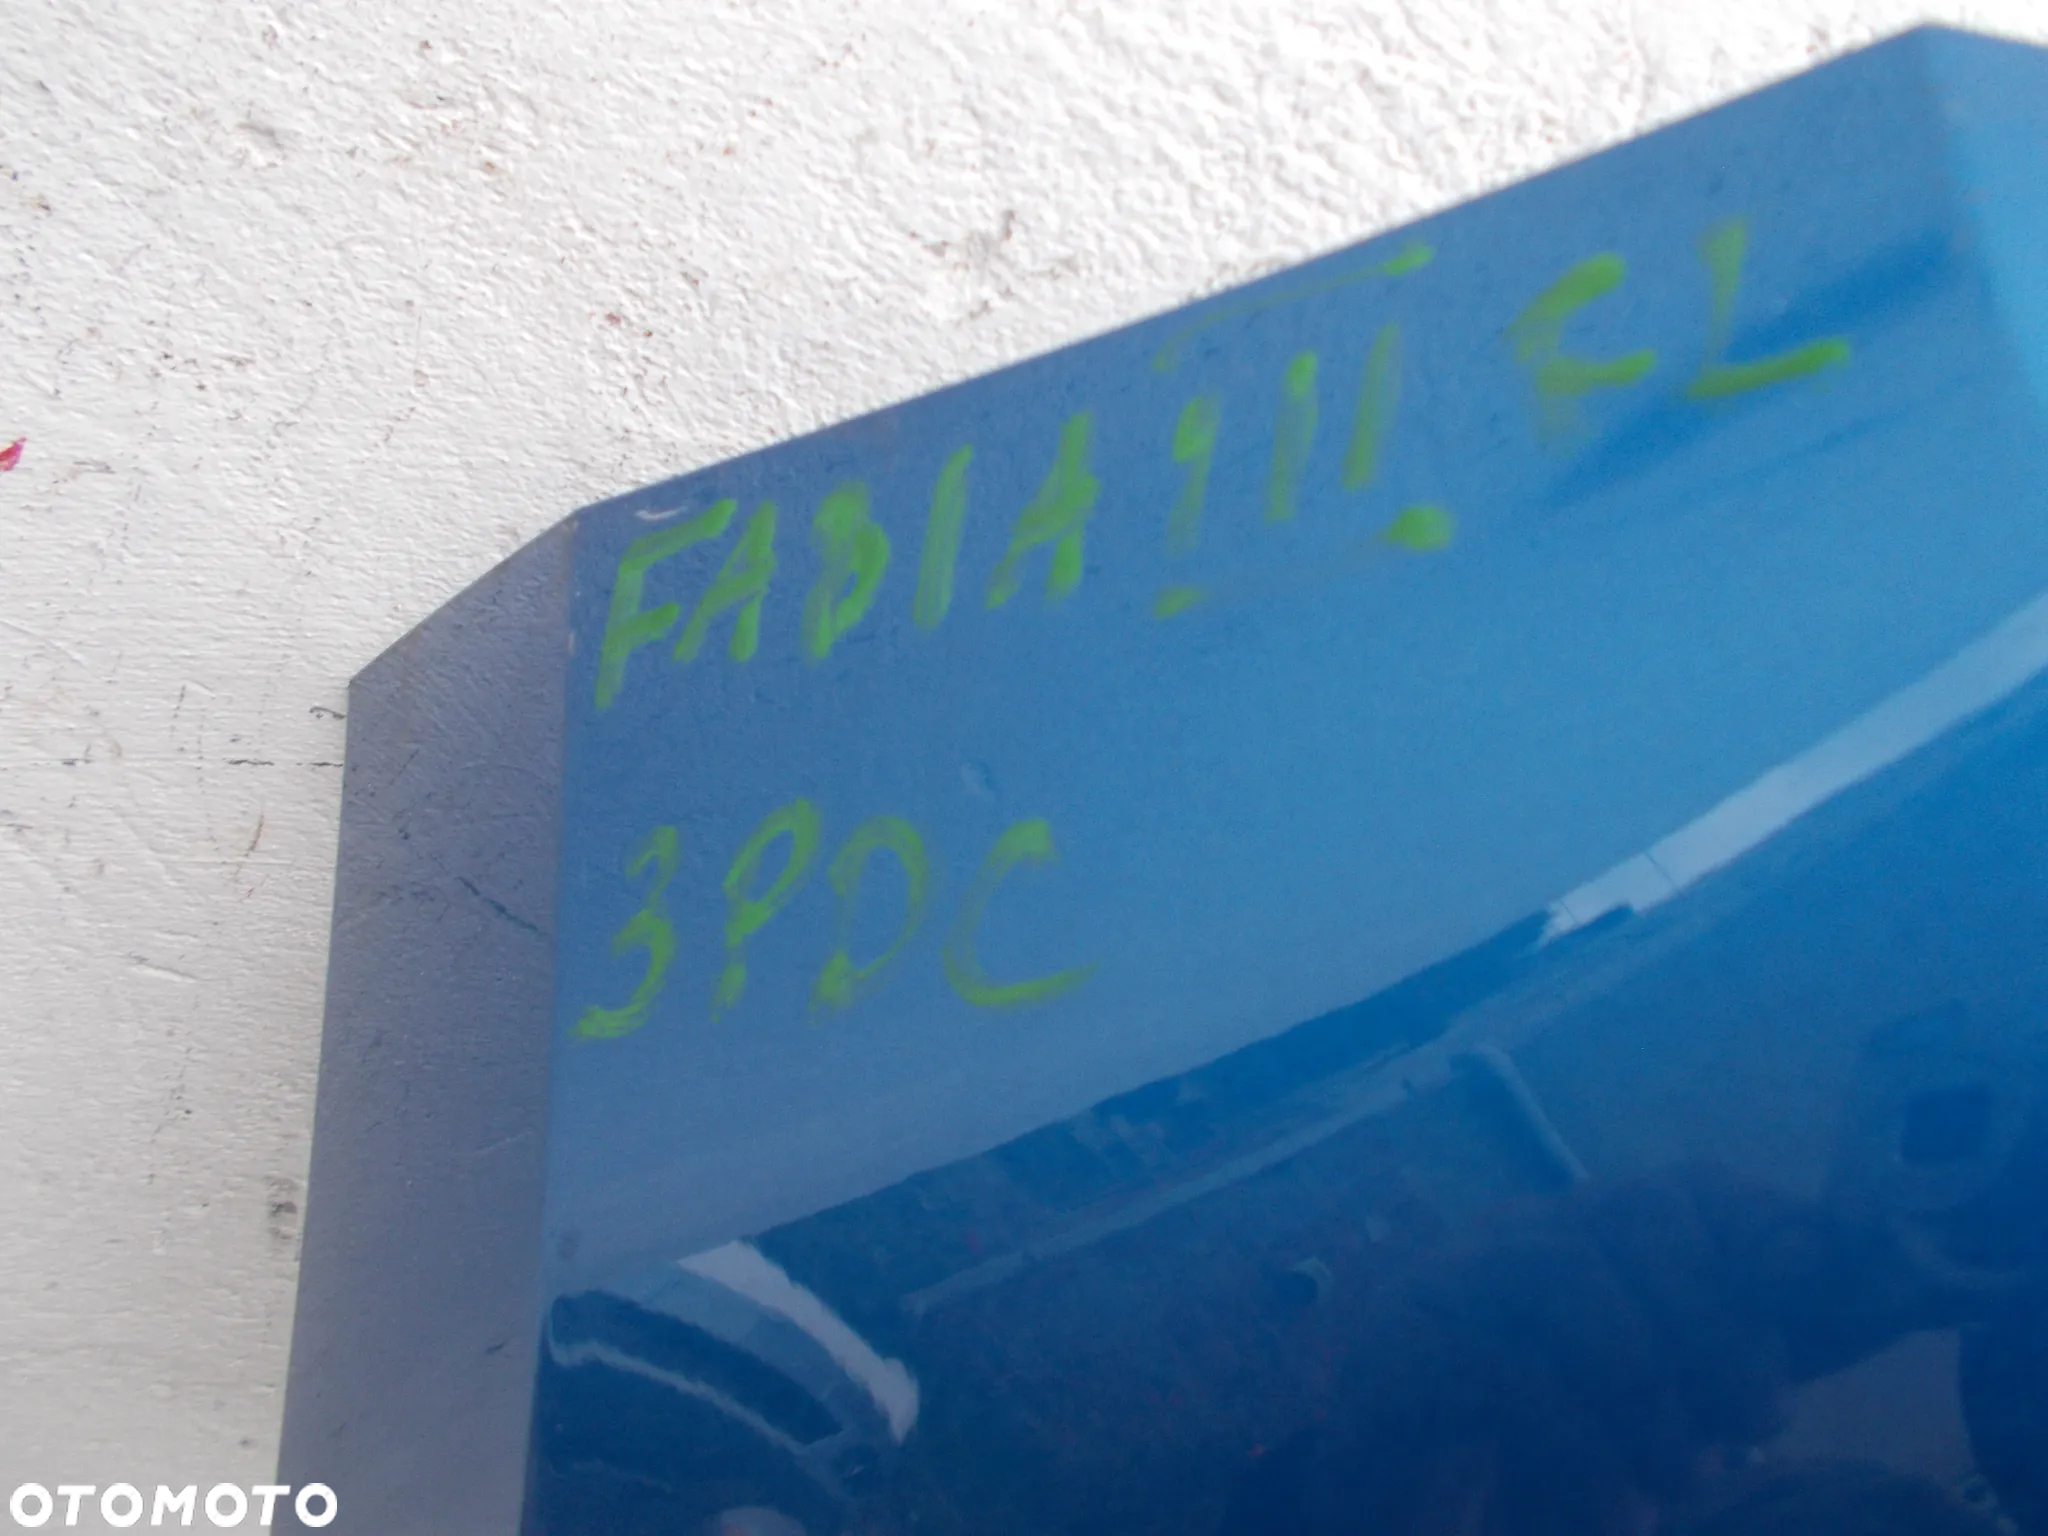 FABIA III FL
3PDC
OTOMOTO